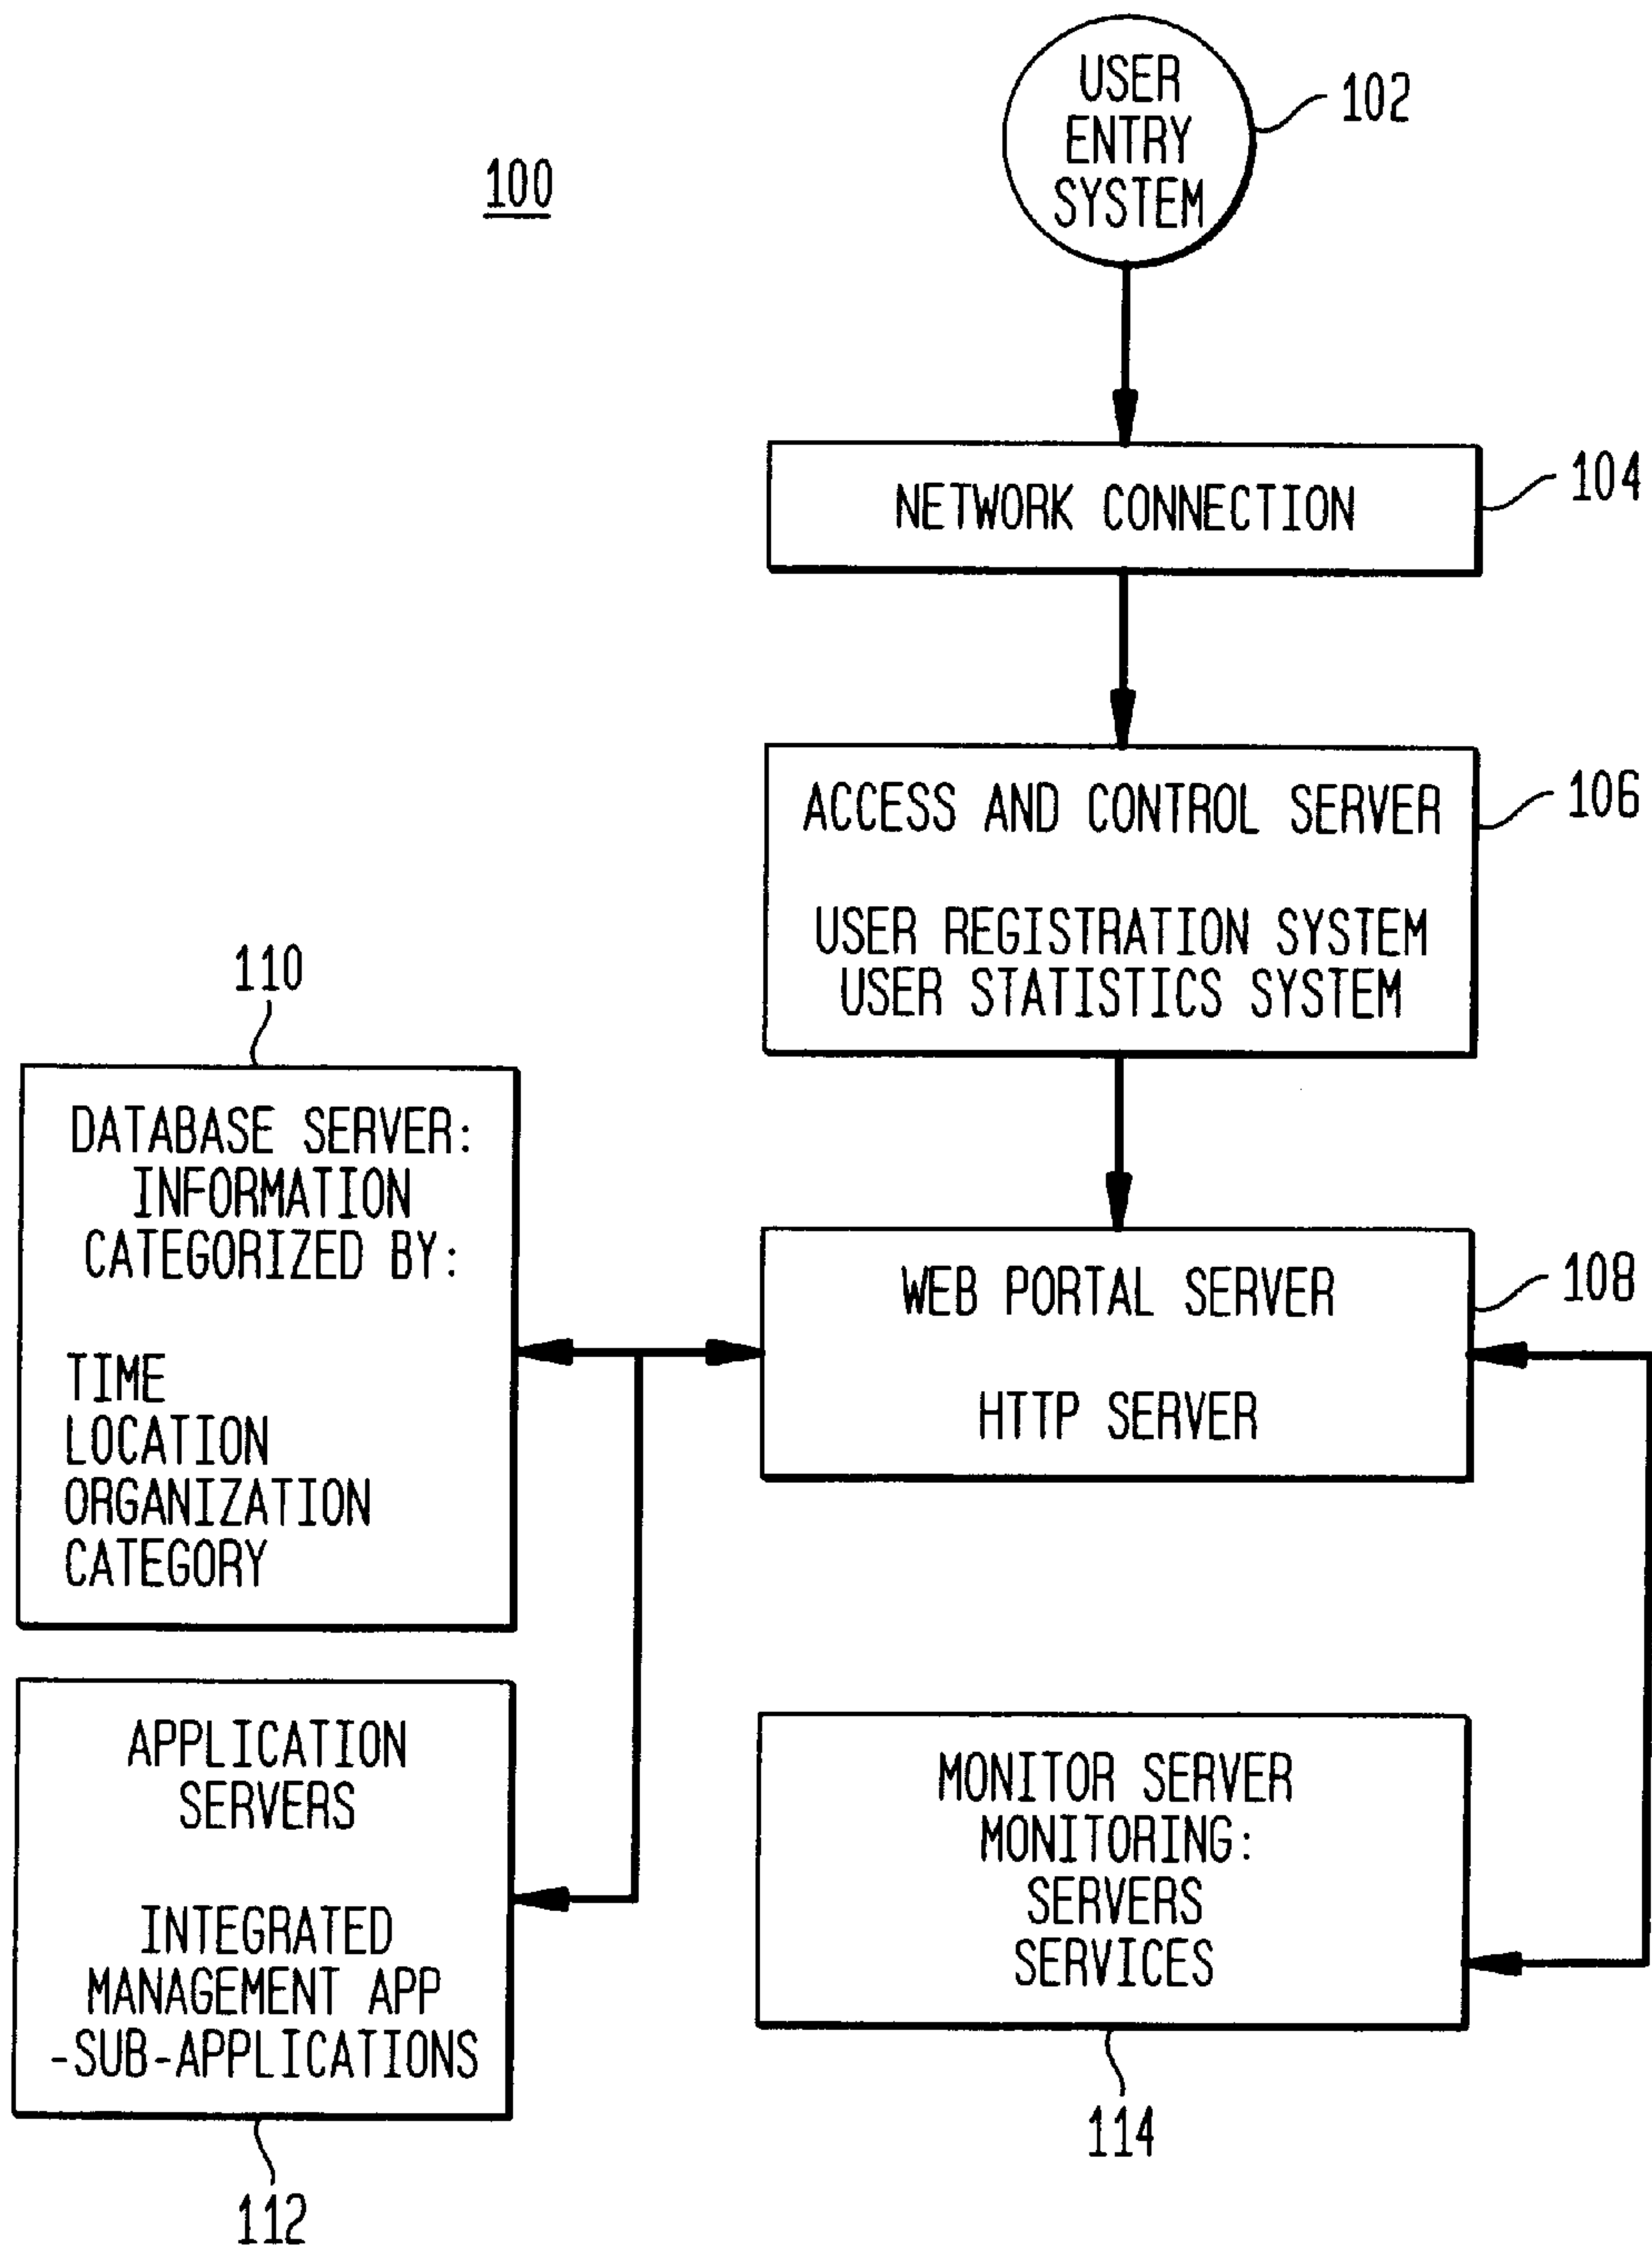 100
USER
ENTRY
SYSTEM
102
NETWORK CONNECTION
104
ACCESS AND CONTROL SERVER
USER REGISTRATION SYSTEM
USER STATISTICS SYSTEM
106
110
DATABASE SERVER:
INFORMATION
CATEGORIZED BY:
TIME
LOCATION
ORGANIZATION
CATEGORY
WEB PORTAL SERVER
HTTP SERVER
108
APPLICATION
SERVERS
INTEGRATED
MANAGEMENT APP
-SUB-APPLICATIONS
112
MONITOR SERVER
MONITORING:
SERVERS
SERVICES
114